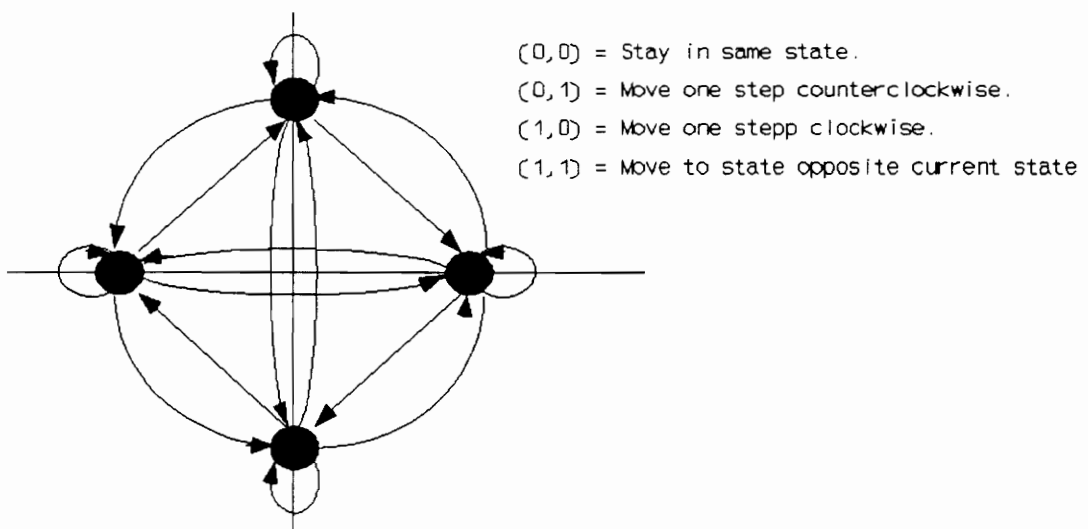 (0,0) = Stay in same state.
(0,1) = Move one step counterclockwise.
(1,0) = Move one stepp clockwise.
(1,1) = Move to state opposite current state